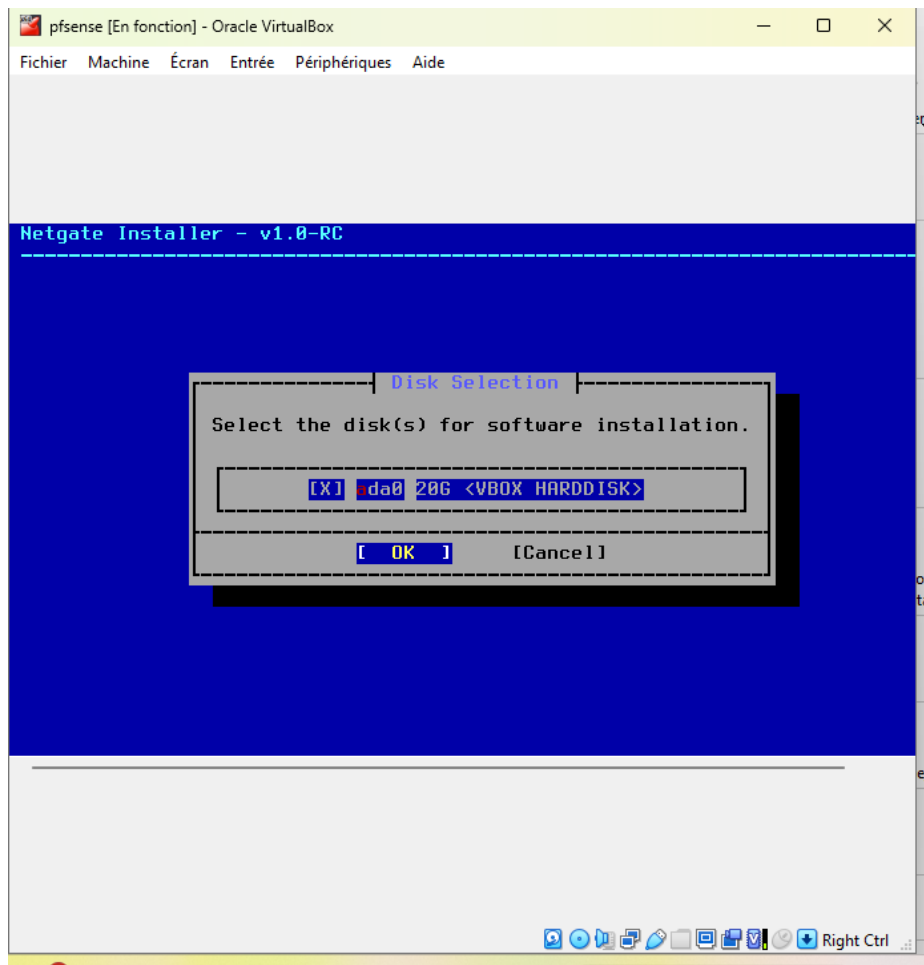 pfsense [En fonction] - Oracle VirtualBox
Fichier Machine Écran Entrée Périphériques Aide
Netgate Installer - v1.0-RC
Disk Selection
Select the disk(s) for software installation.
[X] ada0 20G <VBOX HARDDISK>
[ OK ] [Cancel]
Right Ctrl